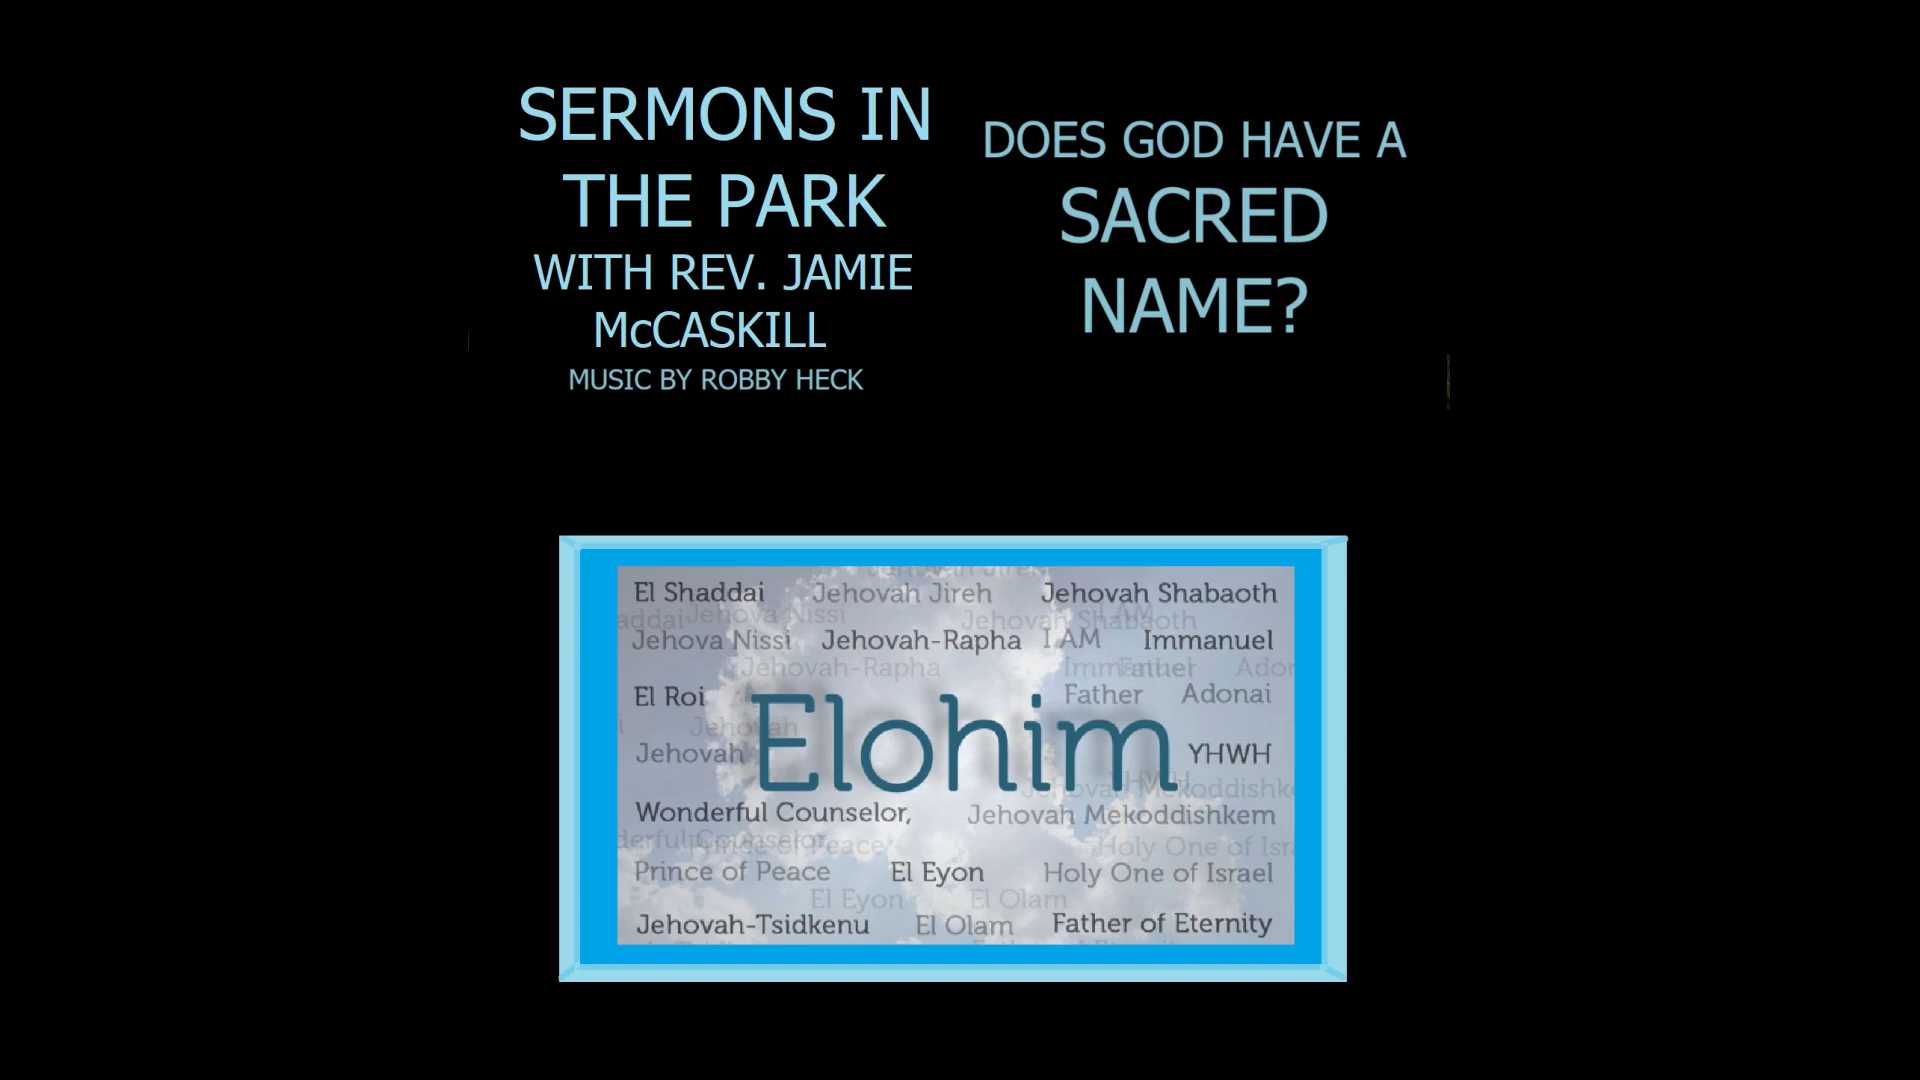 SERMONS IN
THE PARK
WITH REV. JAMIE
McCASKILL
MUSIC BY ROBBY HECK
DOES GOD HAVE A
SACRED
NAME?
El Shaddai Jehovah Jireh Jehovah Shabaoth
Jehova Nissi Jehovah-Rapha I AM Immanuel
El Roi Father Adonai
Elohim
Jehovah YHWH
Wonderful Counselor, Jehovah Mekoddishkem
Prince of Peace El Eyon Holy One of Israel
Jehovah-Tsidkenu El Olam Father of Eternity